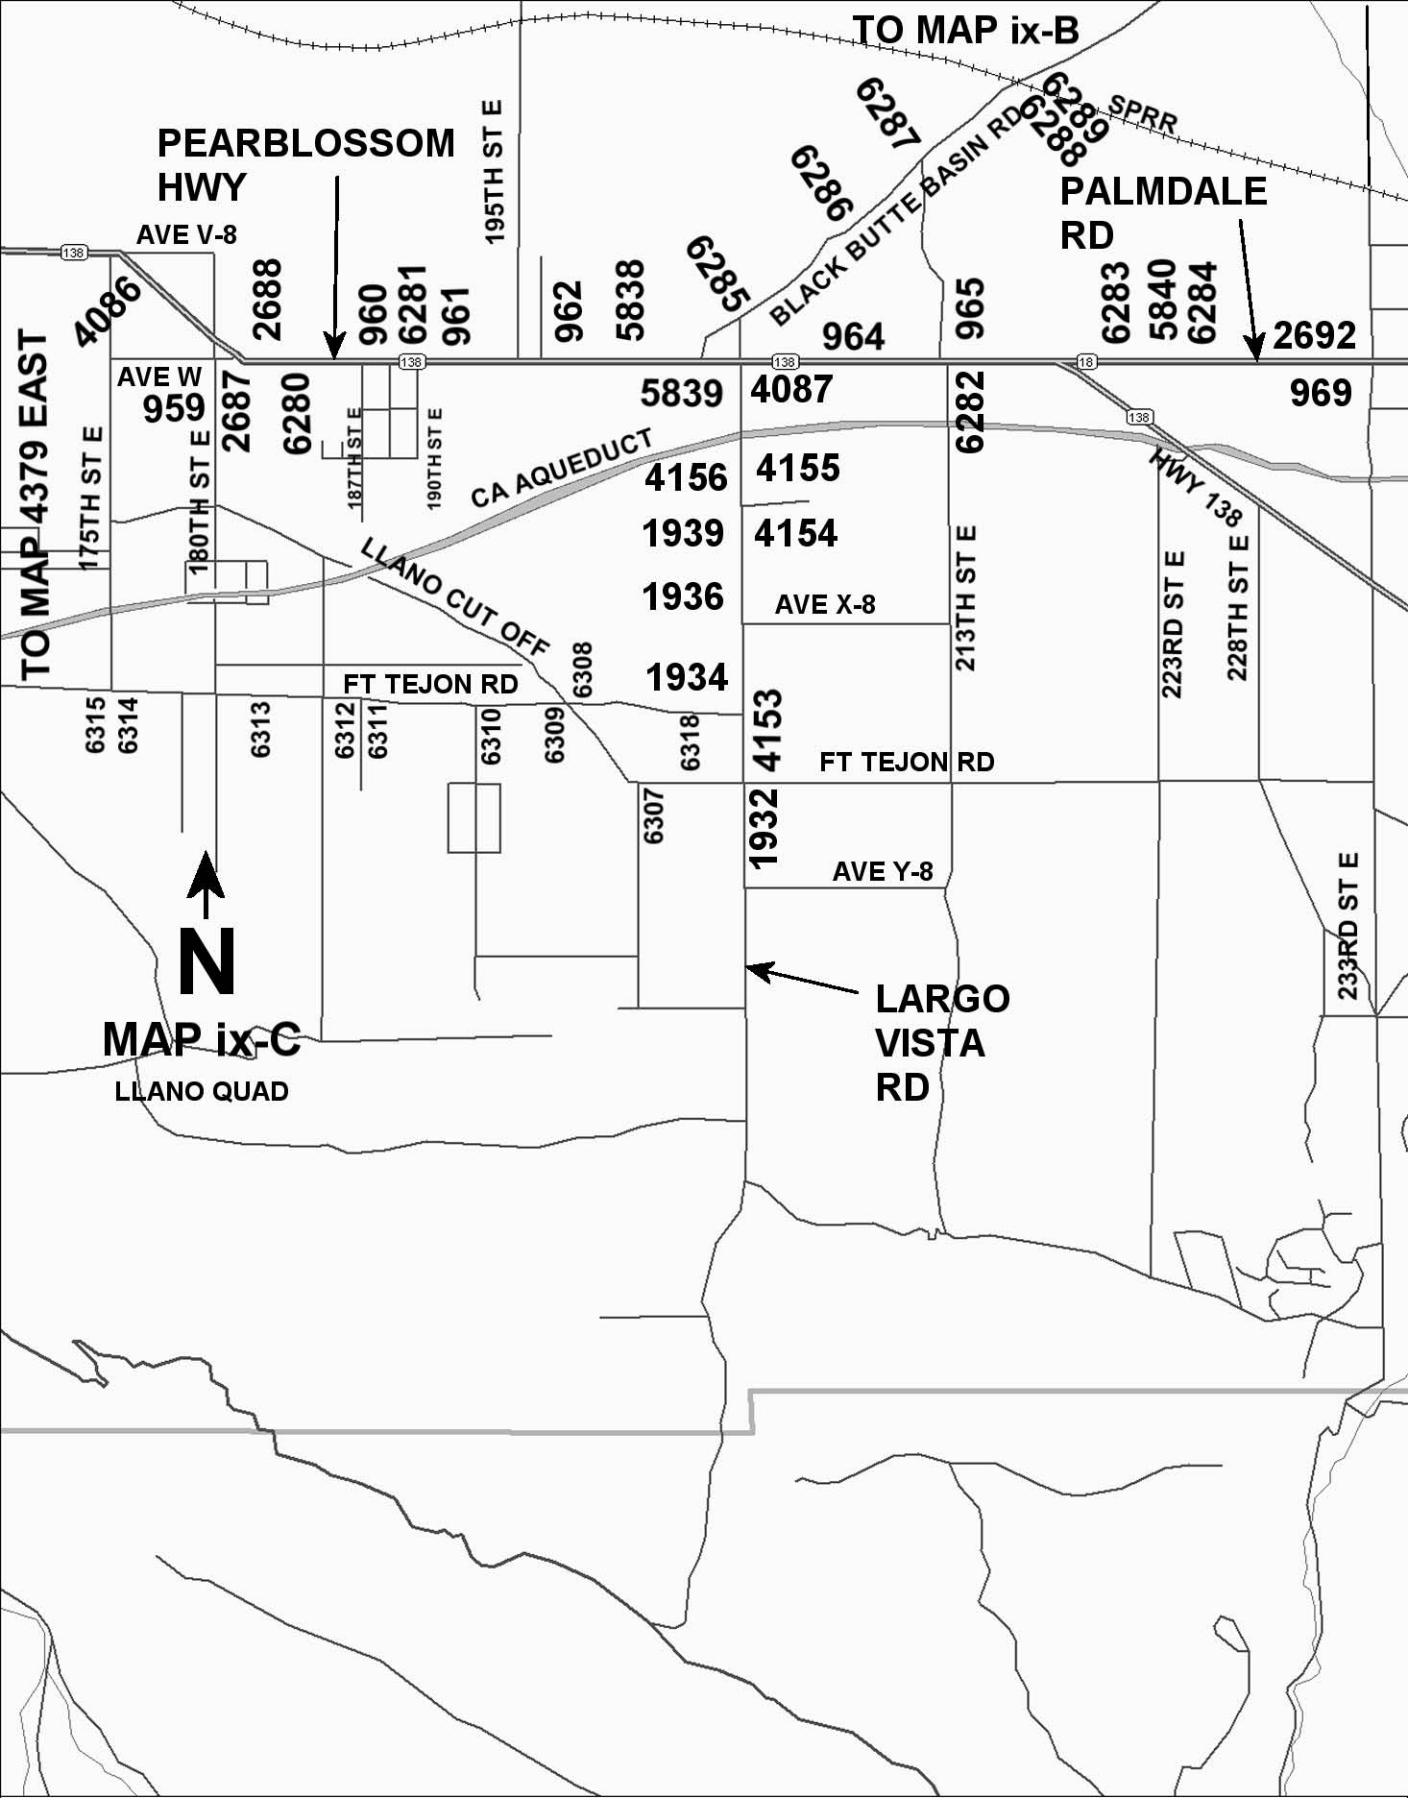 TO MAP ix-B
6287
6289
6288
SPRR
PEARBLOSSOM
HWY
195TH ST E
6286
BLACK BUTTE BASIN RD
PALMDALE
RD
AVE V-8
138
4086
2688
960
6281
961
962
5838
6285
964
965
6283
5840
6284
2692
138
138
18
AVE W
959
2687
6280
5839
4087
6282
969
138
TO MAP 4379 EAST
175TH ST E
180TH ST E
187TH ST E
190TH ST E
CA AQUEDUCT
4156
4155
HWY 138
1939
4154
LLANO CUT OFF
1936
AVE X-8
213TH ST E
223RD ST E
228TH ST E
6308
1934
FT TEJON RD
6315
6314
6313
6312
6311
6310
6309
6318
4153
FT TEJON RD
6307
1932
AVE Y-8
233RD ST E
N
LARGO
VISTA
RD
MAP ix-C
LLANO QUAD